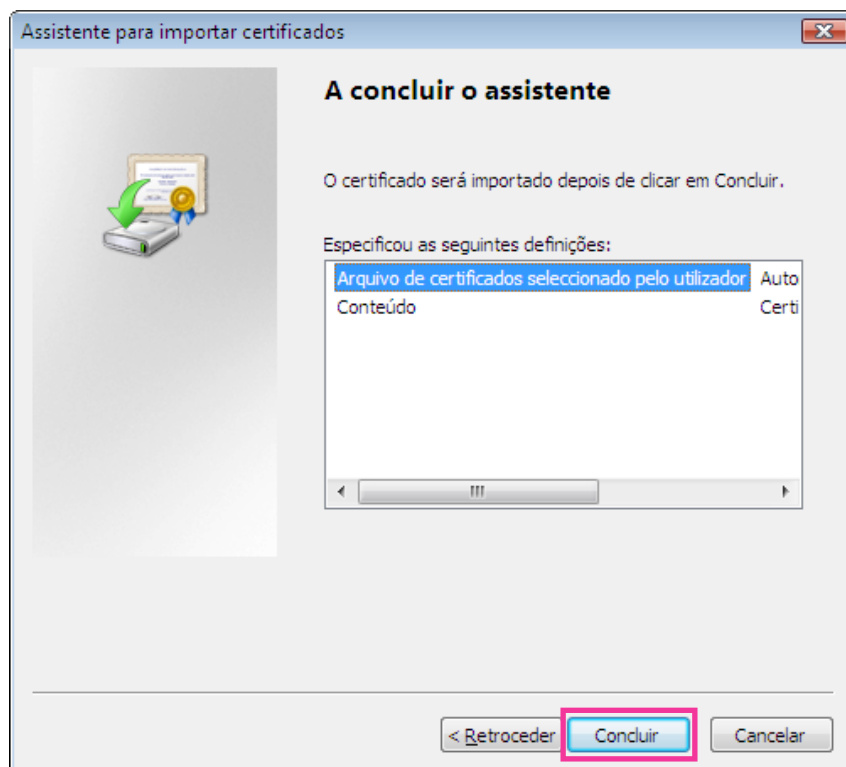 Assistente para importar certificados
A concluir o assistente
O certificado será importado depois de clicar em Concluir.
Especificou as seguintes definições:
Arquivo de certificados seleccionado pelo utilizador Auto
Conteúdo Certi
< Retroceder Concluir Cancelar